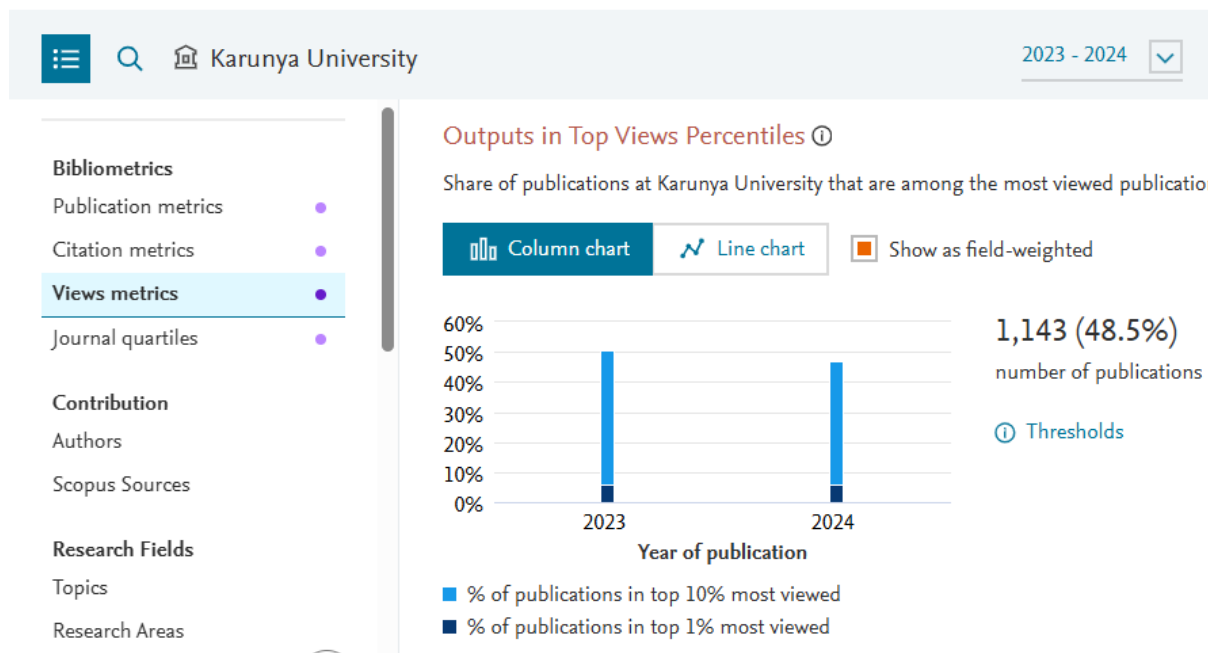 Karunya University
2023 - 2024
Bibliometrics
Publication metrics
Citation metrics
Views metrics
Journal quartiles
Contribution
Authors
Scopus Sources
Research Fields
Topics
Research Areas
Outputs in Top Views Percentiles
Share of publications at Karunya University that are among the most viewed
Column chart
Line chart
Show as field-weighted
60%
50%
40%
30%
20%
10%
0%
2023
2024
Year of publication
% of publications in top 10% most viewed
% of publications in top 1% most viewed
1,143 (48.5%)
number of publications
Thresholds